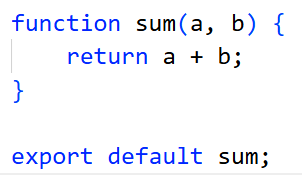 function sum(a, b) {
    return a + b;
}

export default sum;